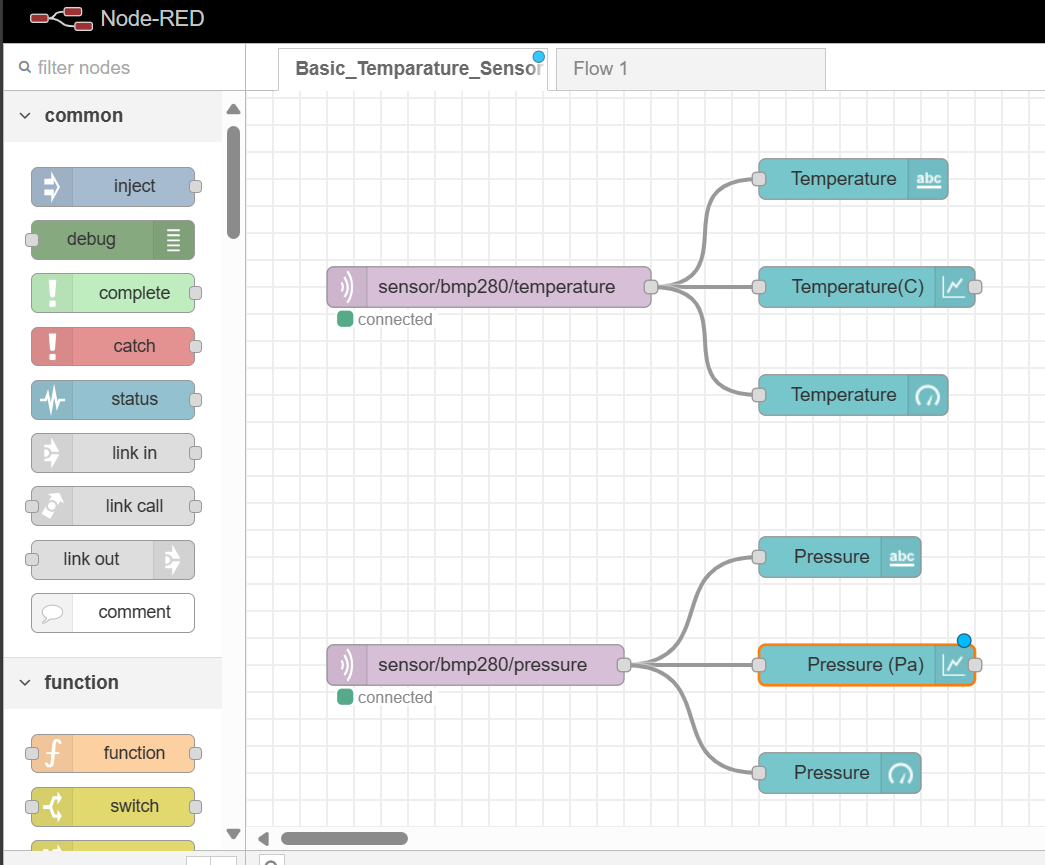 Node-RED
filter nodes
Basic_Temparature_Sensor
Flow 1
common
inject
debug
complete
catch
status
link in
link call
link out
comment
function
function
switch
Temperature
abc
sensor/bmp280/temperature
connected
Temperature(C)
Temperature
Pressure
abc
sensor/bmp280/pressure
connected
Pressure (Pa)
Pressure